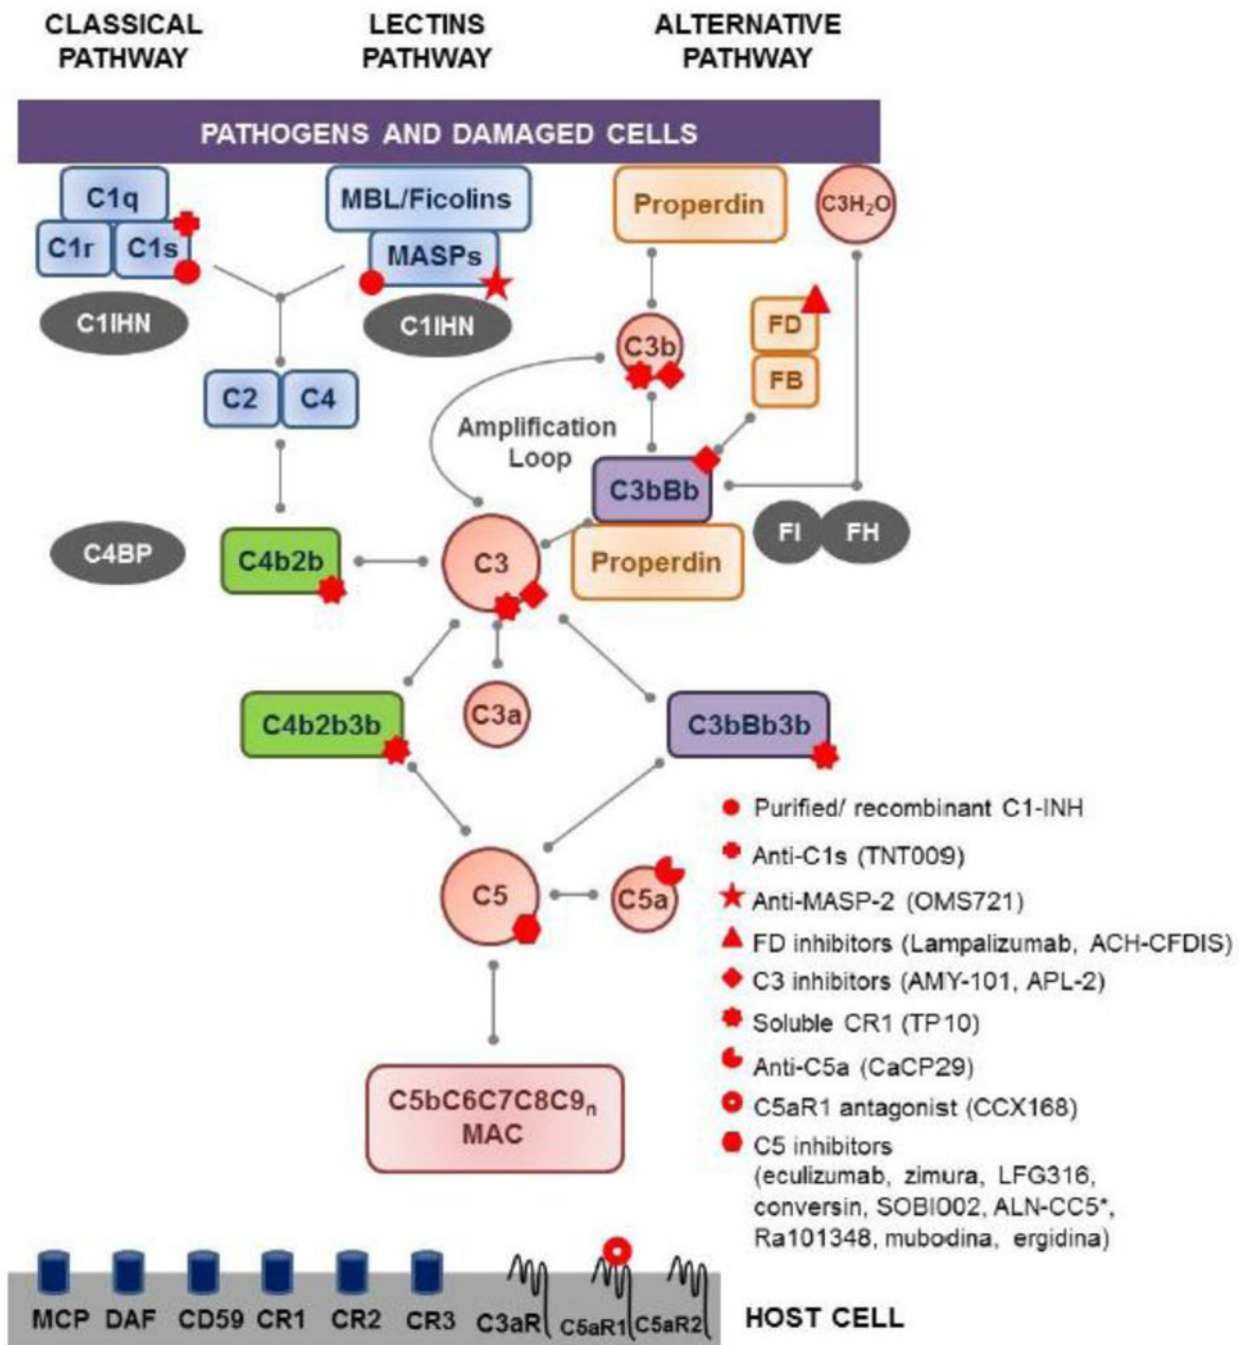 CLASSICAL
PATHWAY
LECTINS
PATHWAY
ALTERNATIVE
PATHWAY
PATHOGENS AND DAMAGED CELLS
C1q
C1r
C1s
C1IHN
MBL/Ficolins
MASPs
C1IHN
Properdin
C3H₂O
C3b
FD
FB
C2
C4
Amplification
Loop
C3bBb
Properdin
FI
FH
C4BP
C4b2b
C3
C4b2b3b
C3a
C3bBb3b
C5
C5a
C5bC6C7C8C9ₙ
MAC
Purified/ recombinant C1-INH
Anti-C1s (TNT009)
Anti-MASP-2 (OMS721)
FD inhibitors (Lampalizumab, ACH-CFDIS)
C3 inhibitors (AMY-101, APL-2)
Soluble CR1 (TP10)
Anti-C5a (CaCP29)
C5aR1 antagonist (CCX168)
C5 inhibitors
(eculizumab, zimura, LFG316,
conversin, SOBI002, ALN-CC5*,
Ra101348, mubodina, ergidina)
MCP
DAF
CD59
CR1
CR2
CR3
C3aR
C5aR1
C5aR2
HOST CELL